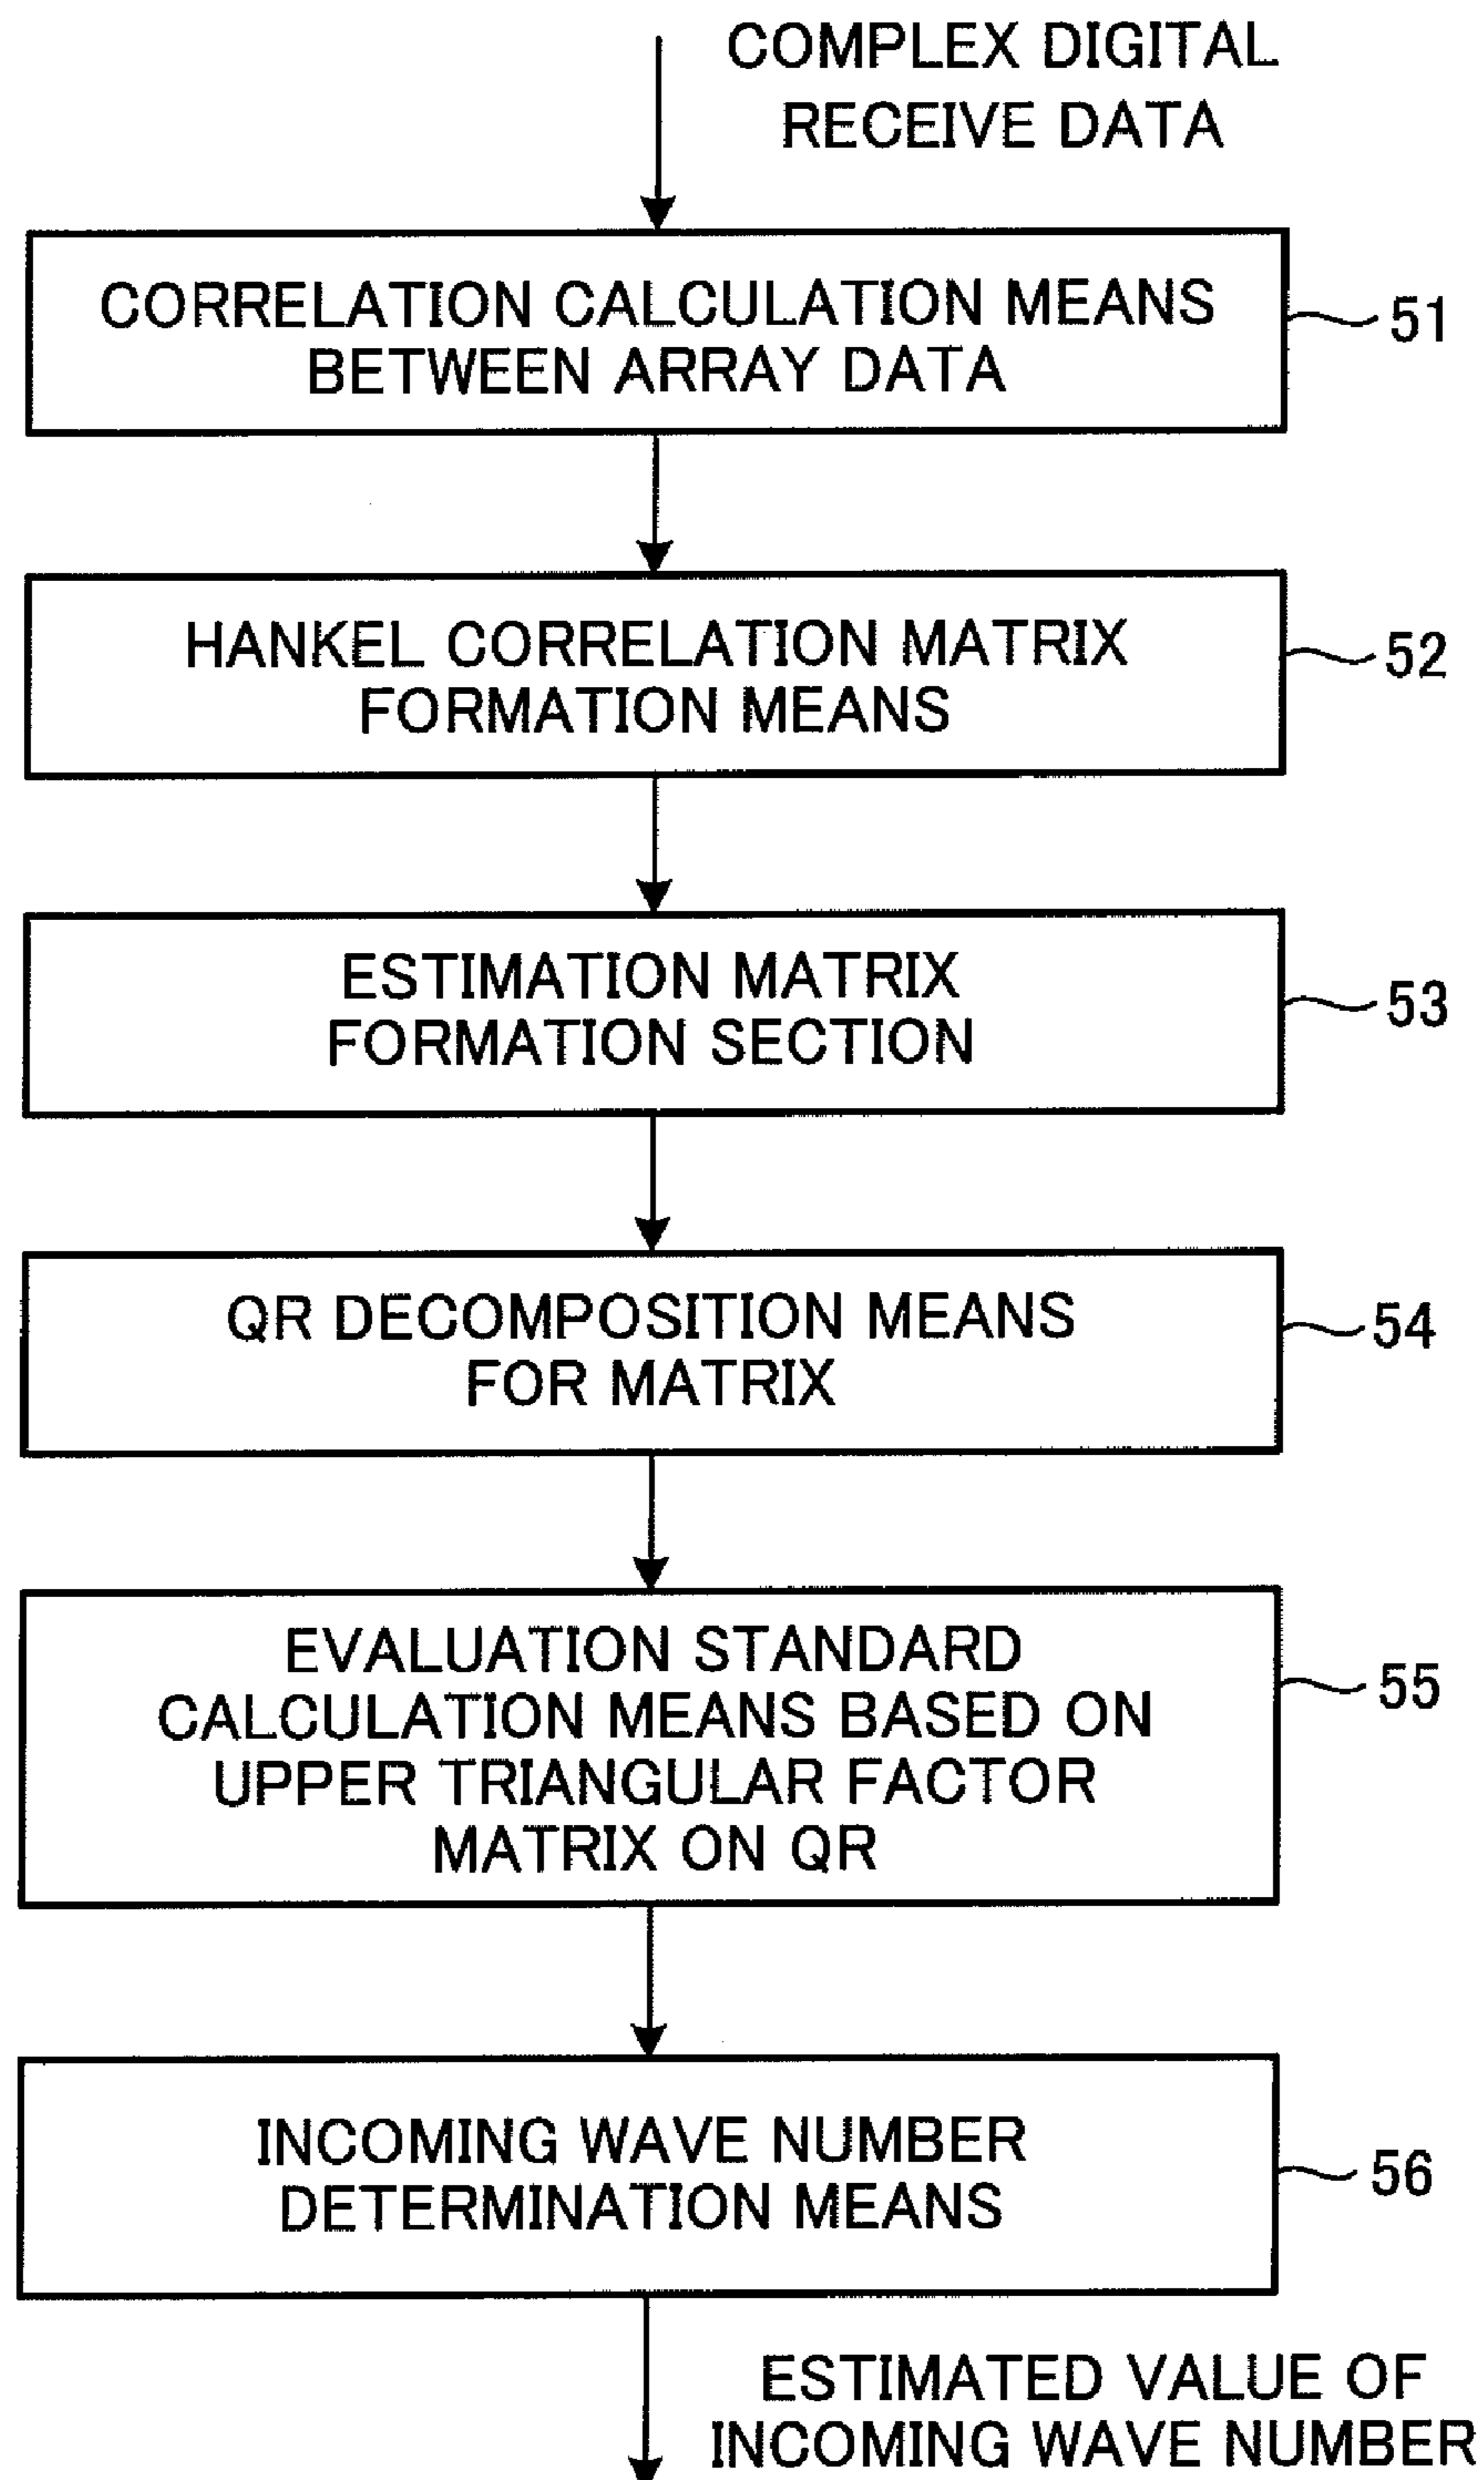 COMPLEX DIGITAL
RECEIVE DATA
CORRELATION CALCULATION MEANS
BETWEEN ARRAY DATA
51
HANKEL CORRELATION MATRIX
FORMATION MEANS
52
ESTIMATION MATRIX
FORMATION SECTION
53
QR DECOMPOSITION MEANS
FOR MATRIX
54
EVALUATION STANDARD
CALCULATION MEANS BASED ON
UPPER TRIANGULAR FACTOR
MATRIX ON QR
55
INCOMING WAVE NUMBER
DETERMINATION MEANS
56
ESTIMATED VALUE OF
INCOMING WAVE NUMBER